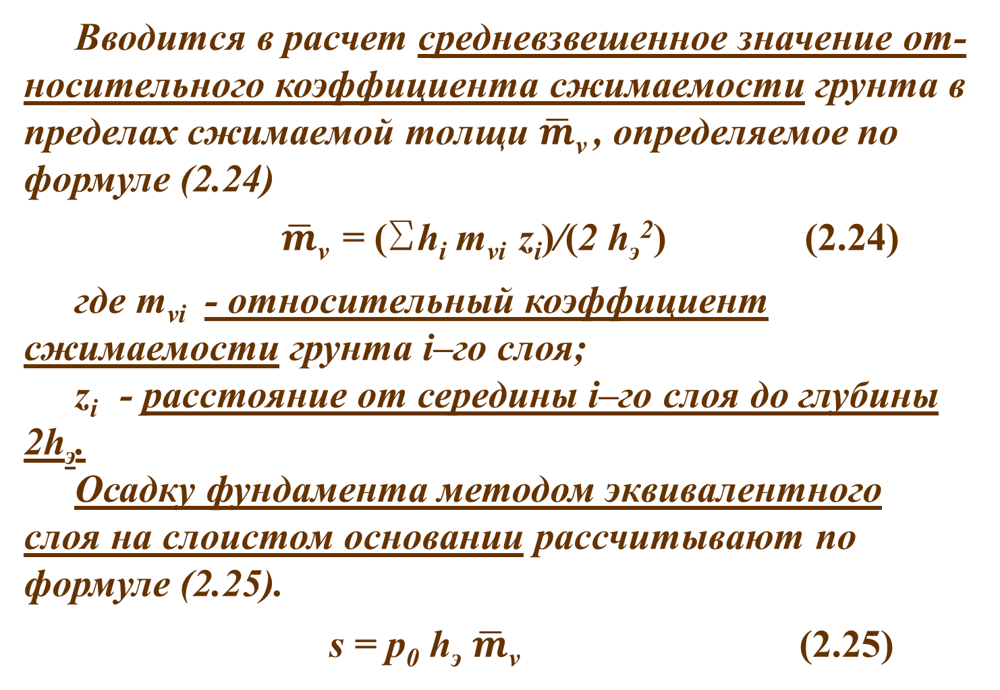 Вводится в расчет средневзвешенное значение от-
носительного коэффициента сжимаемости грунта в
пределах сжимаемой толщи m̅ᵥ, определяемое по
формуле (2.24)
m̅ᵥ = (∑hᵢ mᵥᵢ zᵢ)/(2 hэ²) (2.24)
где mᵥᵢ - относительный коэффициент
сжимаемости грунта i–го слоя;
zᵢ - расстояние от середины i–го слоя до глубины
2hэ.
Осадку фундамента методом эквивалентного
слоя на слоистом основании рассчитывают по
формуле (2.25).
s = p₀ hэ m̅ᵥ (2.25)